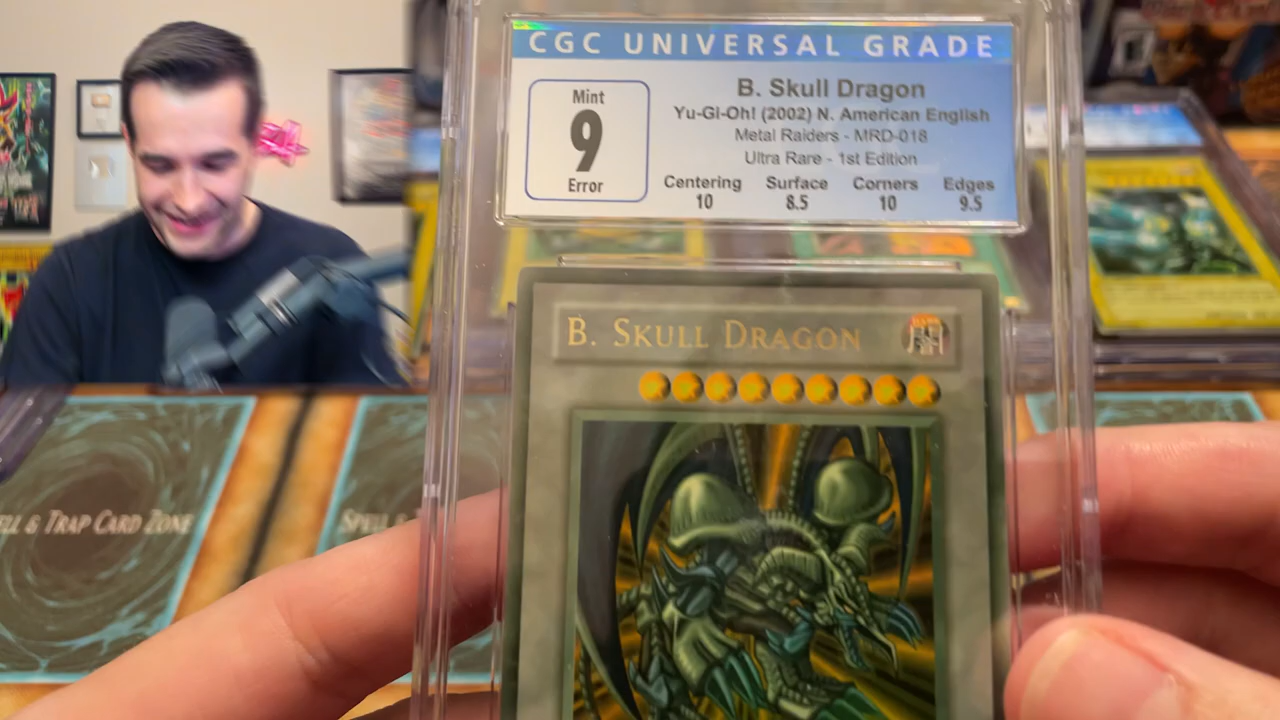 CGC UNIVERSAL GRADE
Mint
9
Error
B. Skull Dragon
Yu-Gi-Oh! (2002) N. American English
Metal Raiders - MRD-018
Ultra Rare - 1st Edition
Centering Surface Corners Edges
10 8.5 10 9.5
B. SKULL DRAGON
SPELL & TRAP CARD ZONE